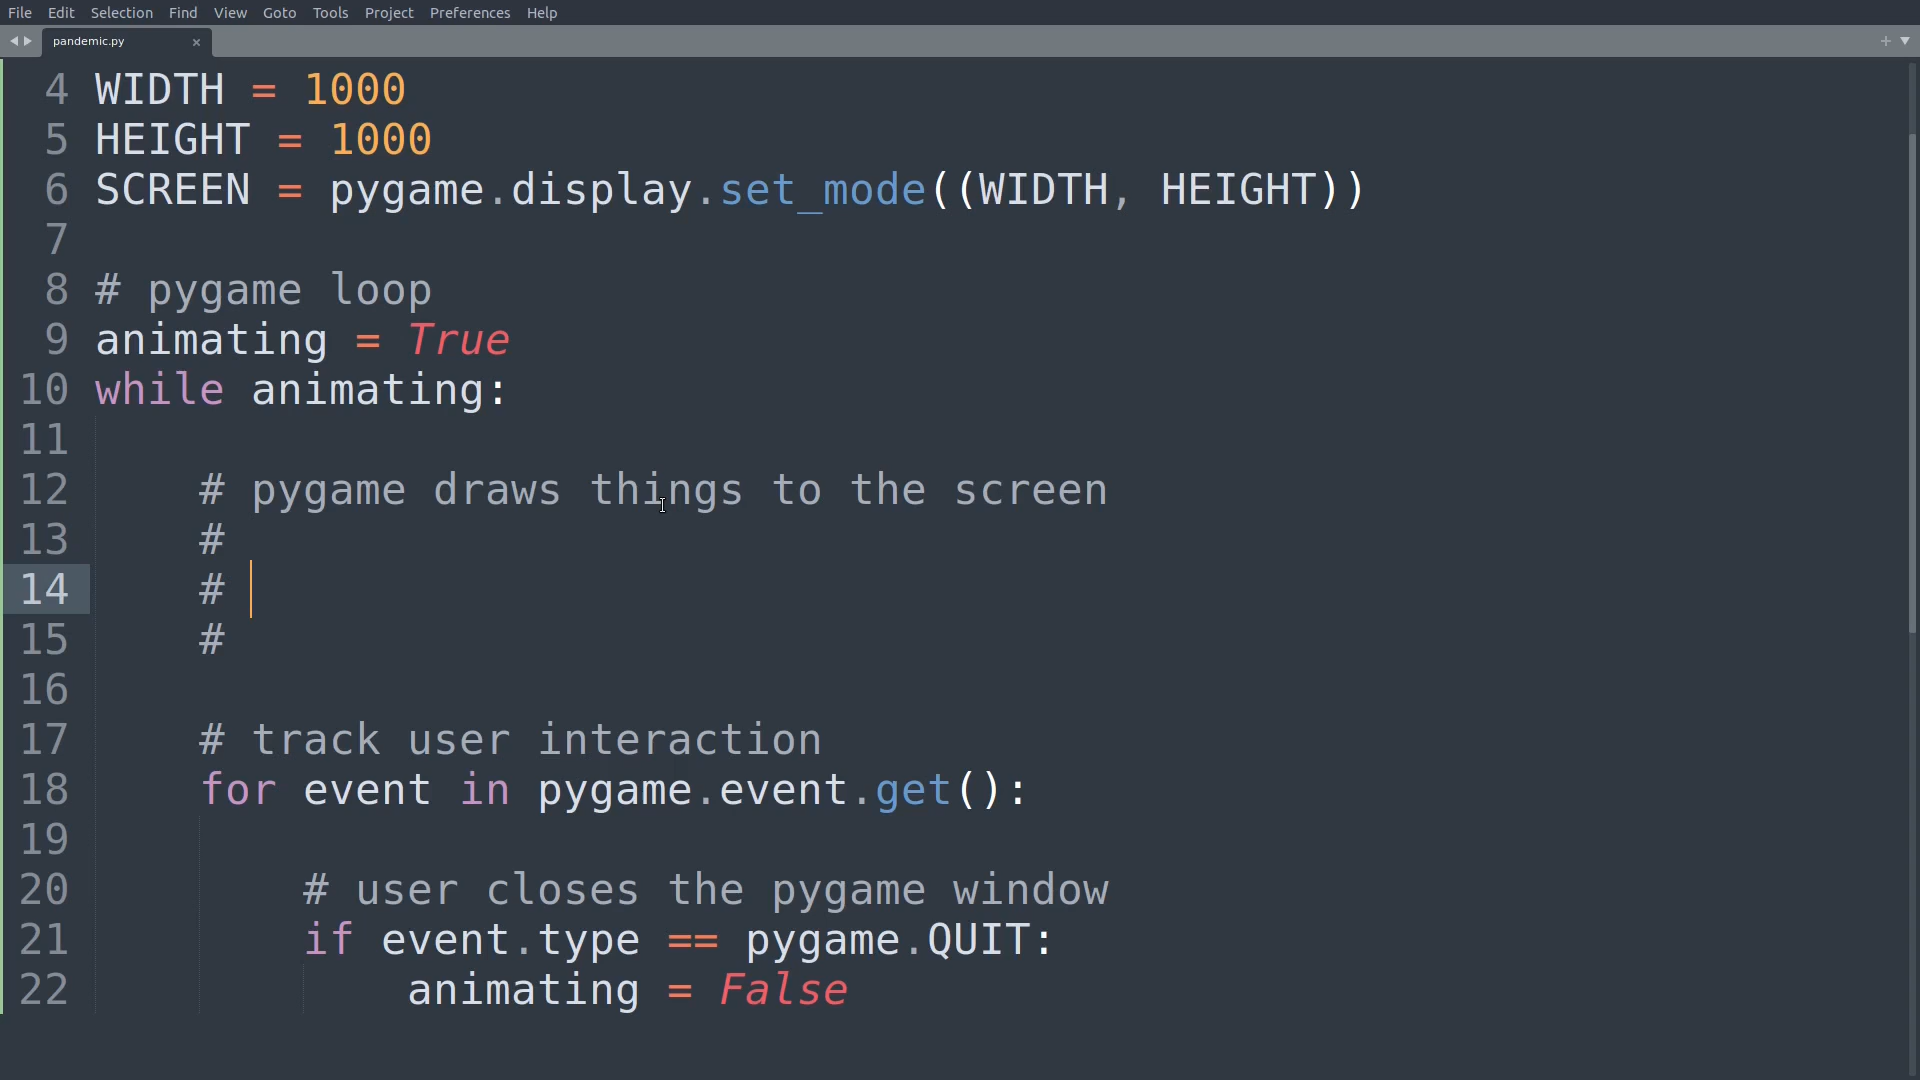 File Edit Selection Find View Goto Tools Project Preferences Help
pandemic.py
4 WIDTH = 1000
5 HEIGHT = 1000
6 SCREEN = pygame.display.set_mode((WIDTH, HEIGHT))
7
8 # pygame loop
9 animating = True
10 while animating:
11
12     # pygame draws things to the screen
13     #
14     #
15     #
16
17     # track user interaction
18     for event in pygame.event.get():
19
20         # user closes the pygame window
21         if event.type == pygame.QUIT:
22             animating = False